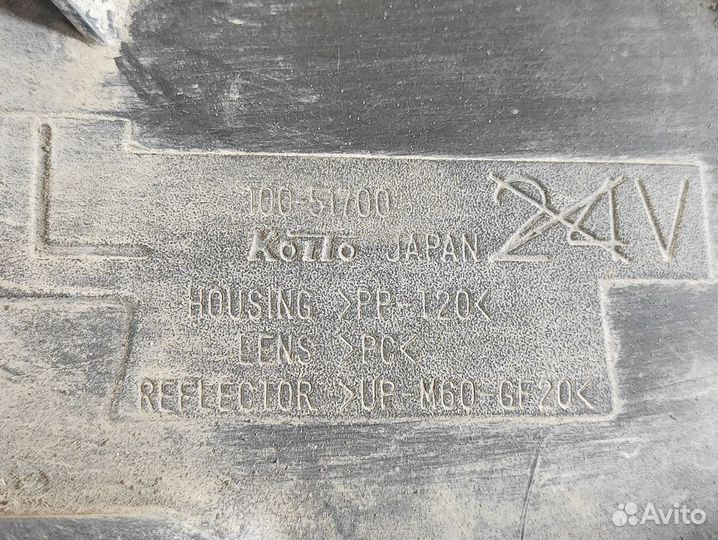 L
100-51700
KOITO JAPAN 24V
HOUSING >PP-T20<
LENS >PC<
REFLECTOR >UP-M60-GF20<
Avito